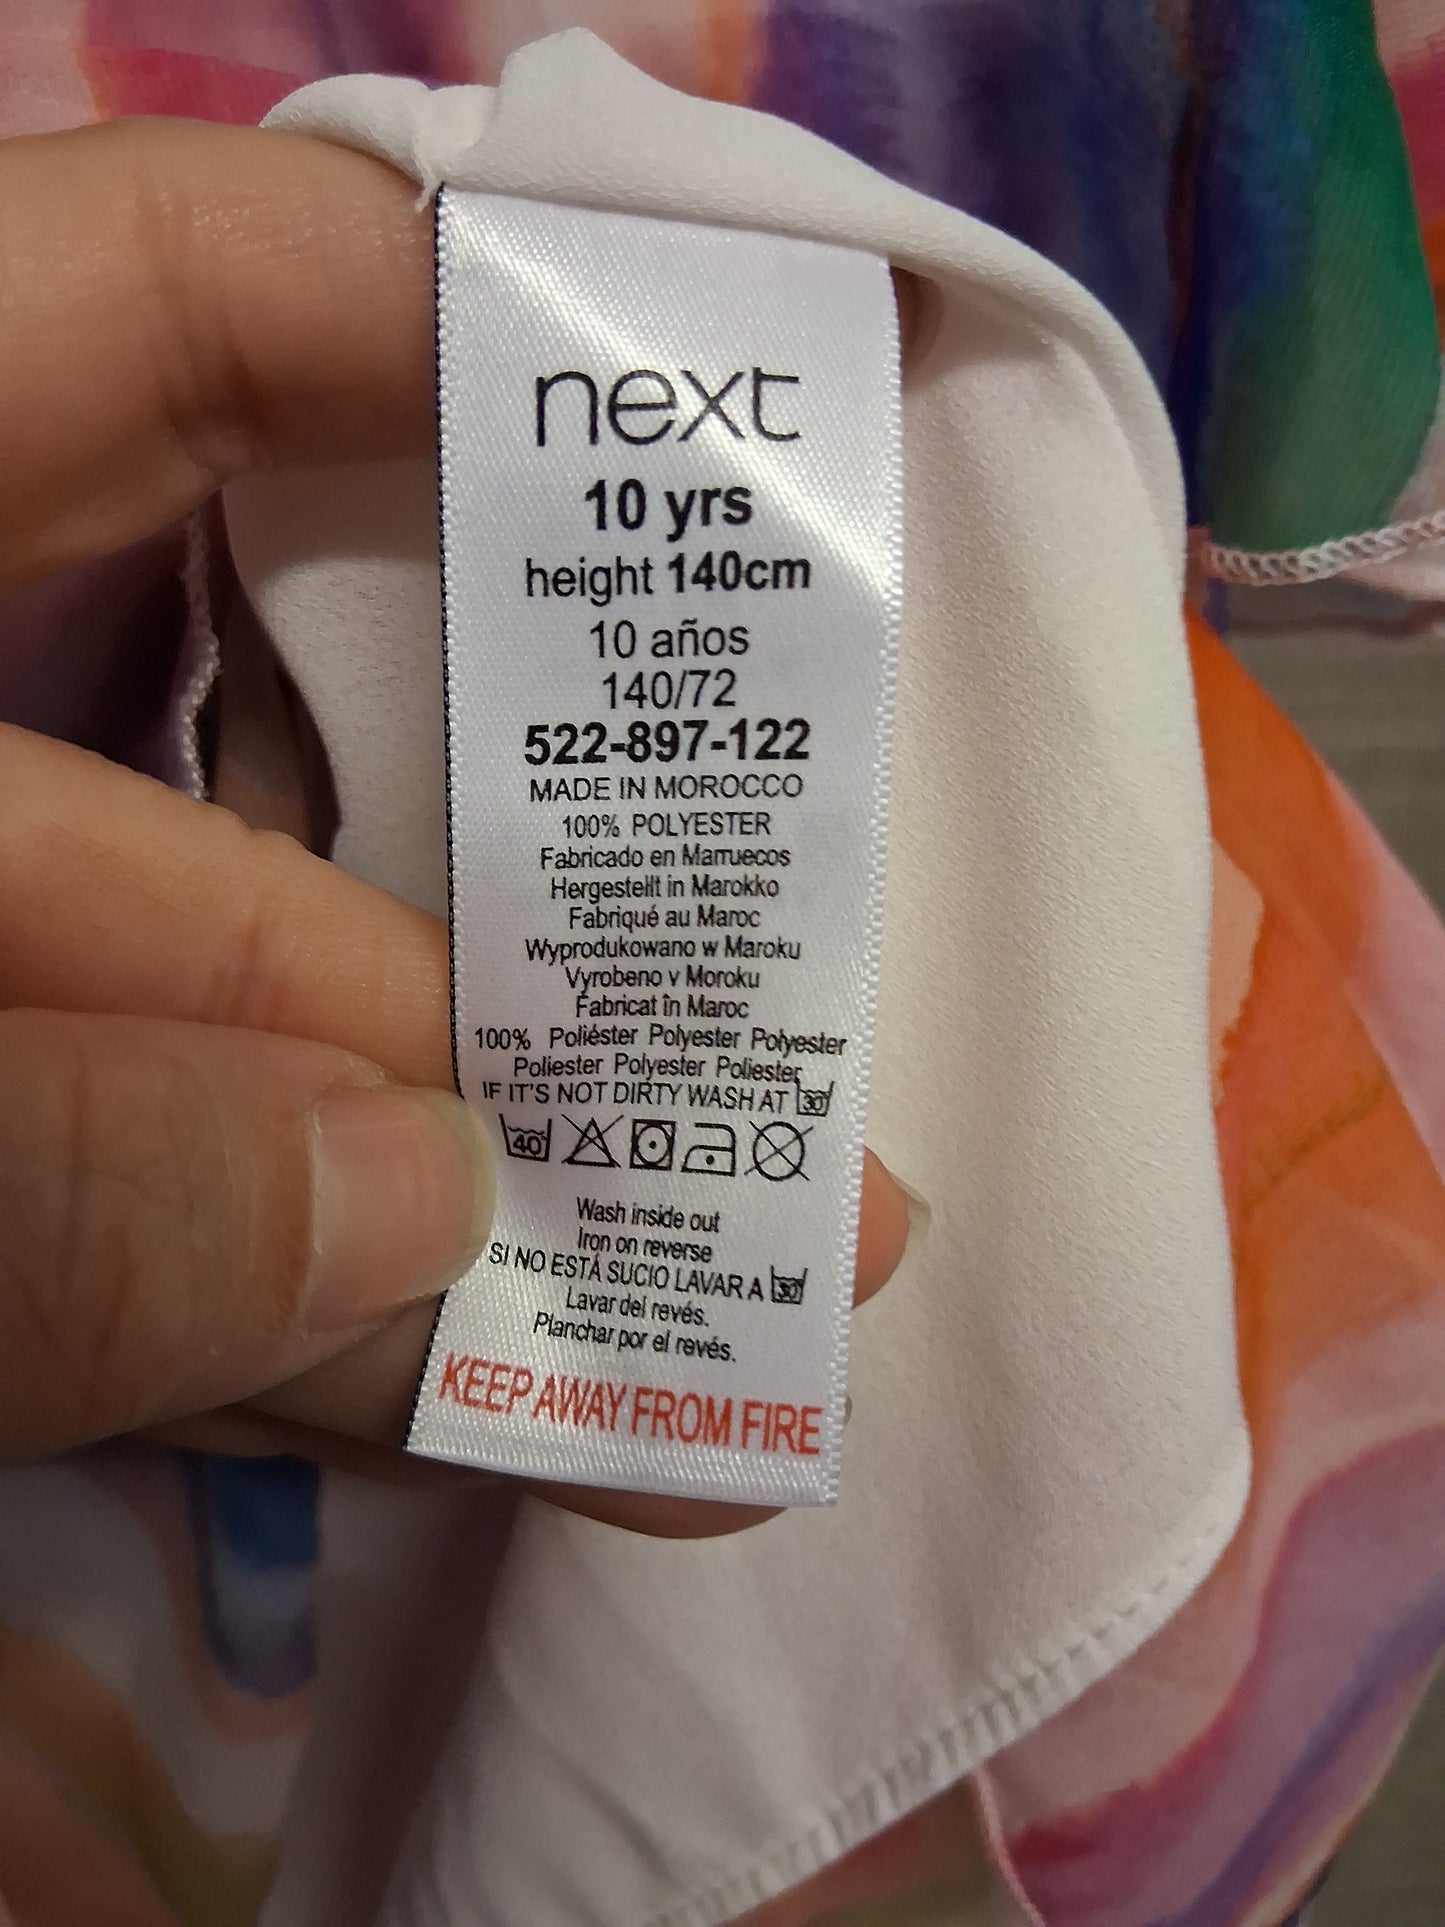 next
10 yrs
height 140cm
10 años
140/72
522-897-122
MADE IN MOROCCO
100% POLYESTER
Fabricado en Marruecos
Hergestellt in Marokko
Fabriqué au Maroc
Wyprodukowano w Maroku
Vyrobeno v Moroku
Fabricat în Maroc
100% Poliéster Polyester Polyester
Poliester Polyester Poliester
IF IT'S NOT DIRTY WASH AT 30
40
Wash inside out
Iron on reverse
SI NO ESTÁ SUCIO LAVAR A 30
Lavar del revés.
Planchar por el revés.
KEEP AWAY FROM FIRE